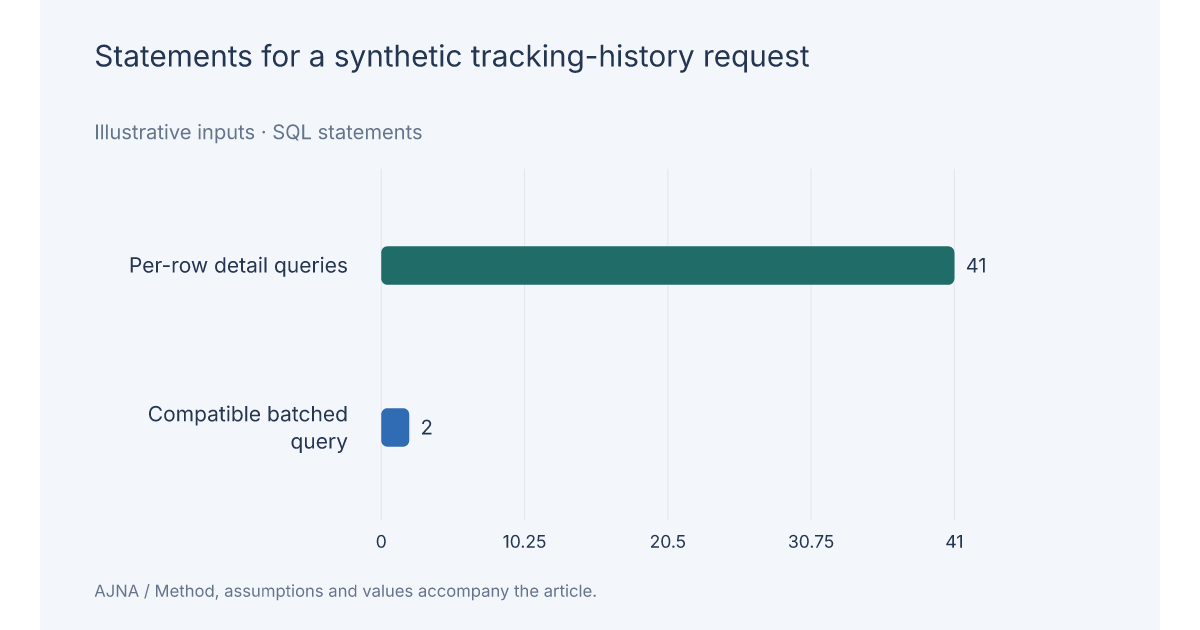 Statements for a synthetic tracking-history request
Illustrative inputs · SQL statements
Per-row detail queries
41
Compatible batched
query
2
0
10.25
20.5
30.75
41
AJNA / Method, assumptions and values accompany the article.